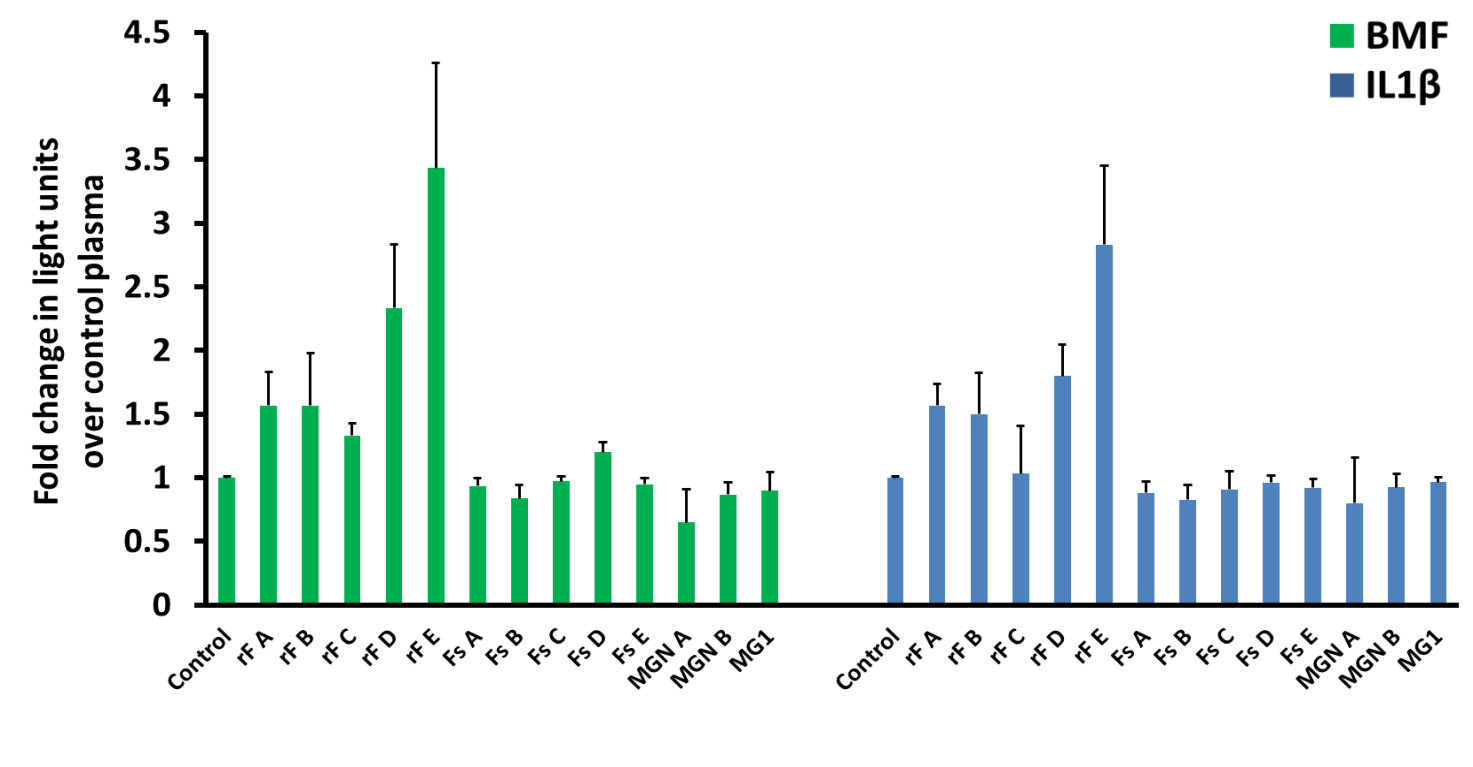 BMF
IL1β
Fold change in light units
over control plasma
4.5
4
3.5
3
2.5
2
1.5
1
0.5
0
Control rF A rF B rF C rF D rF E Fs A Fs B Fs C Fs D Fs E MGN A MGN B MG1 Control rF A rF B rF C rF D rF E Fs A Fs B Fs C Fs D Fs E MGN A MGN B MG1